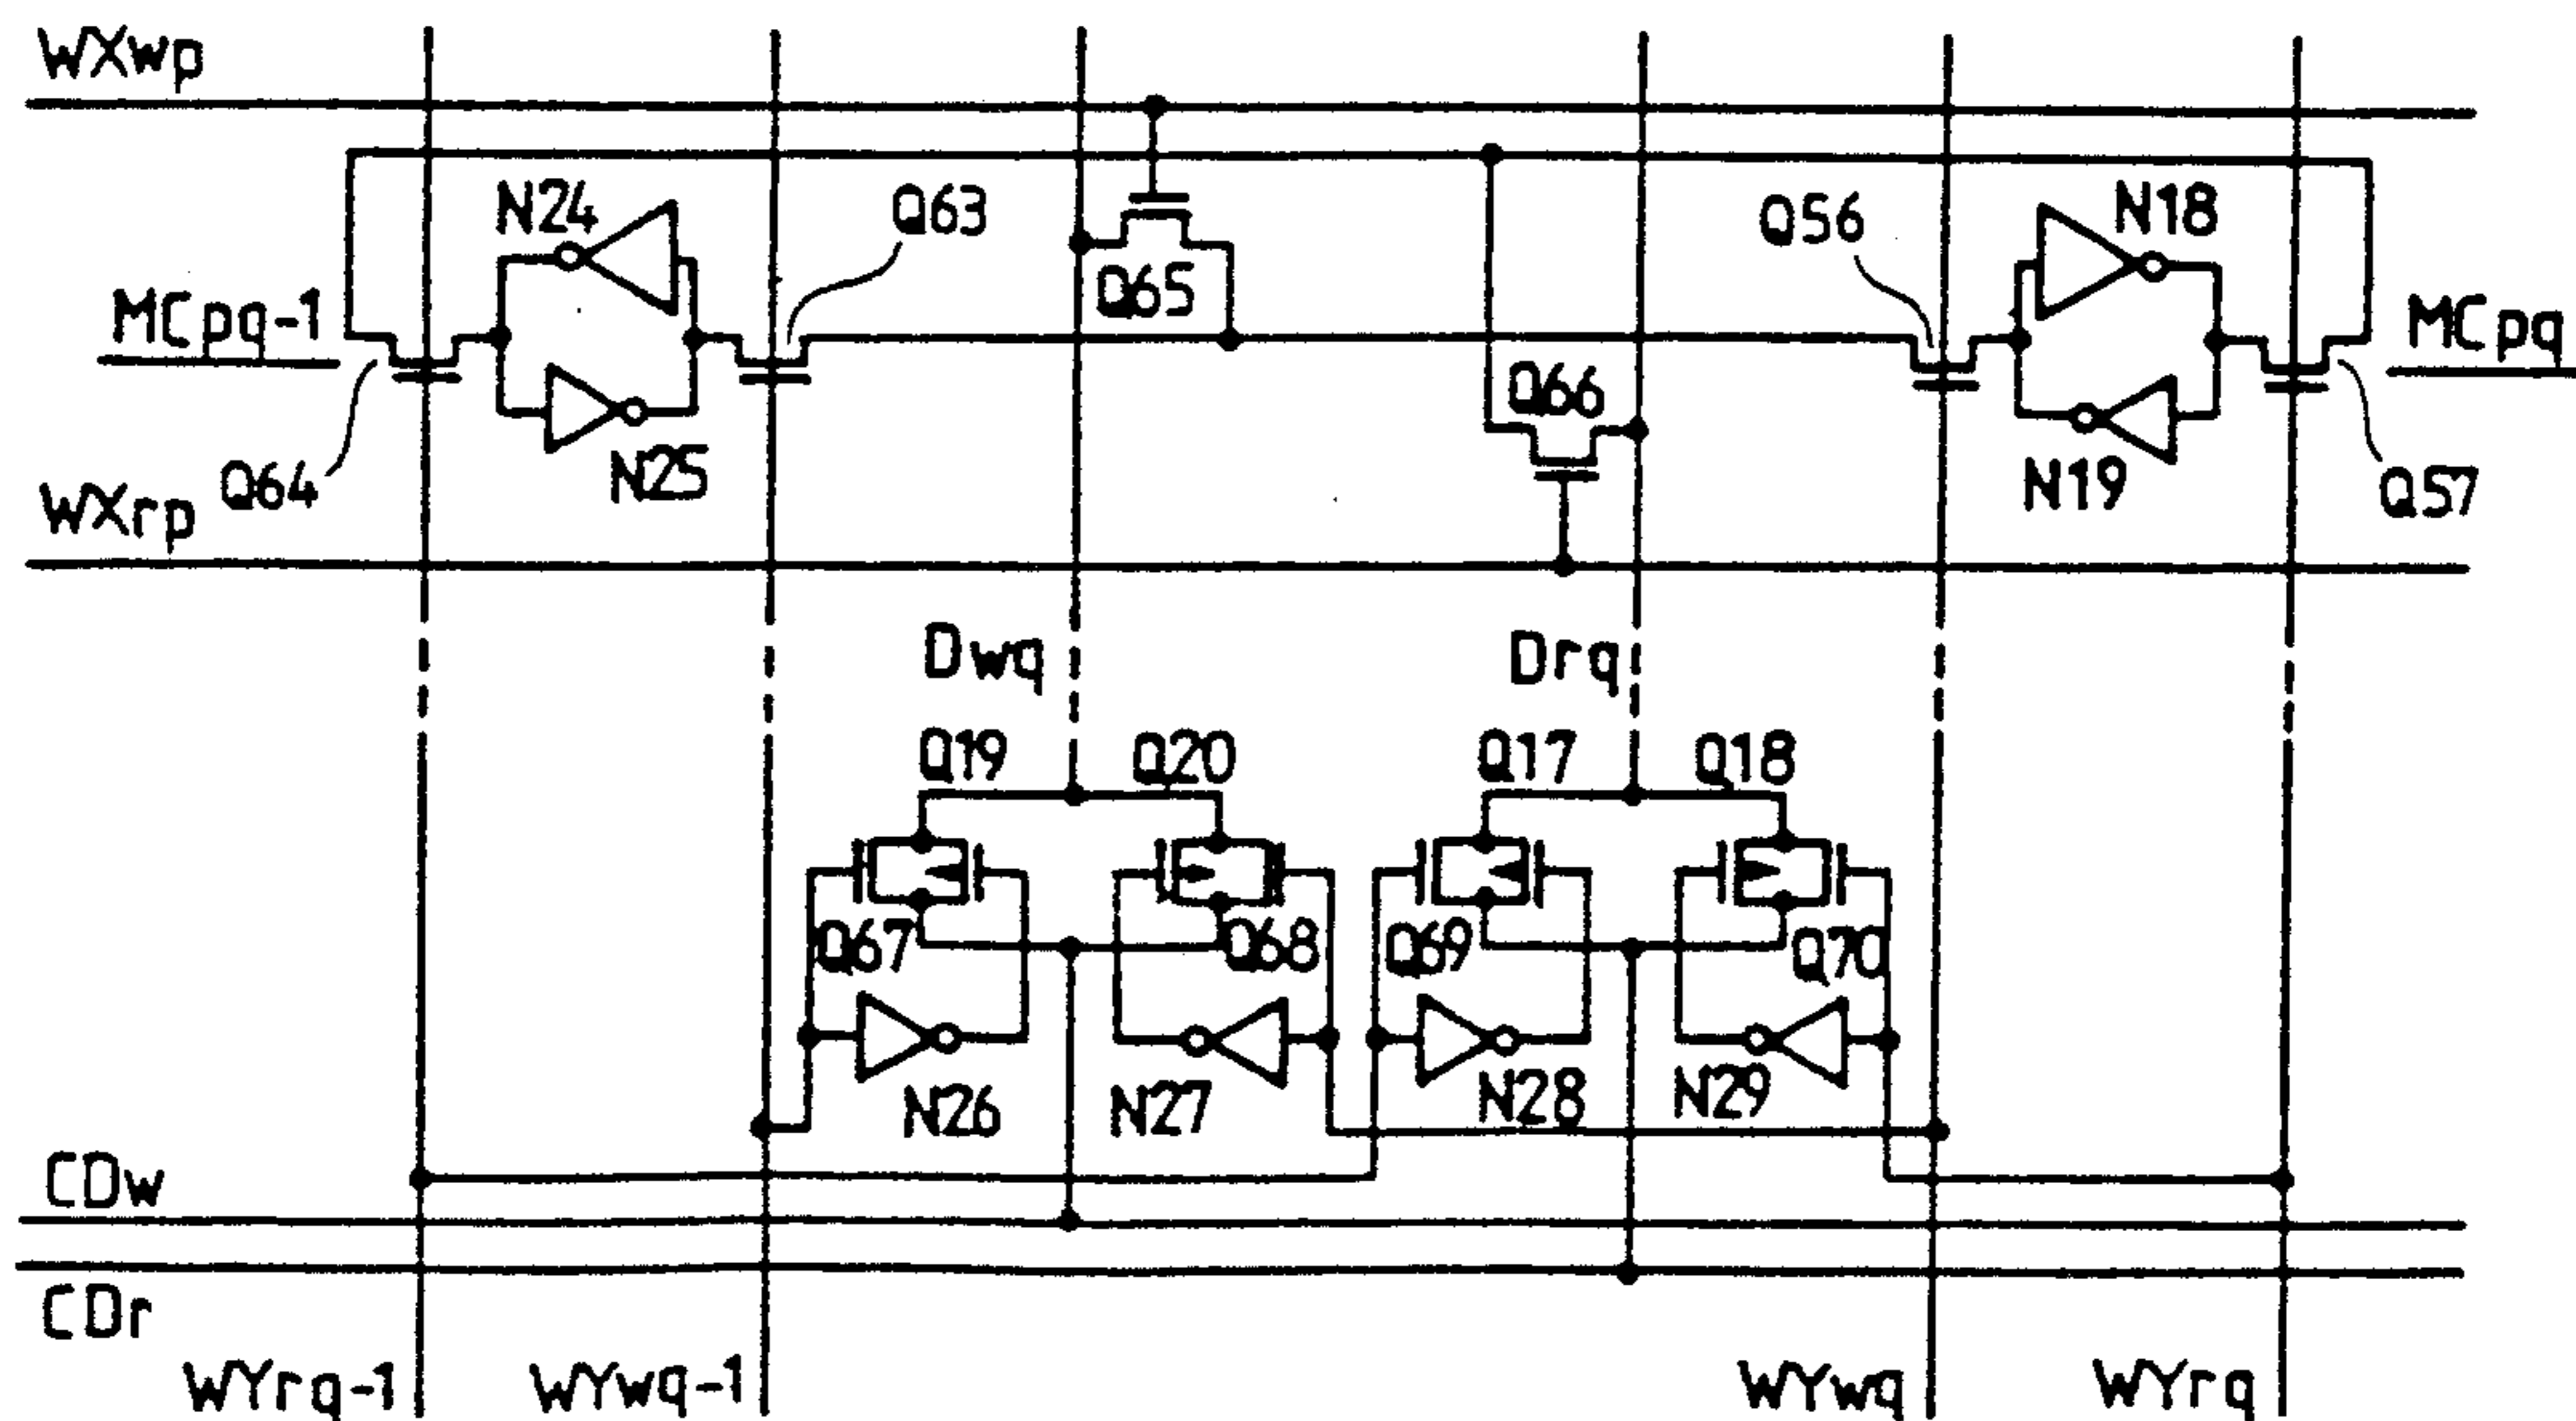 WXwp
N24
Q63
Q56
N18
Q65
MCpq-1
MCpq
Q66
Q64
N25
N19
Q57
WXrp
Dwq
Drq
Q19
Q20
Q17
Q18
Q67
Q68
Q69
Q70
N26
N27
N28
N29
CDw
CDr
WYrq-1
WYwq-1
WYwq
WYrq